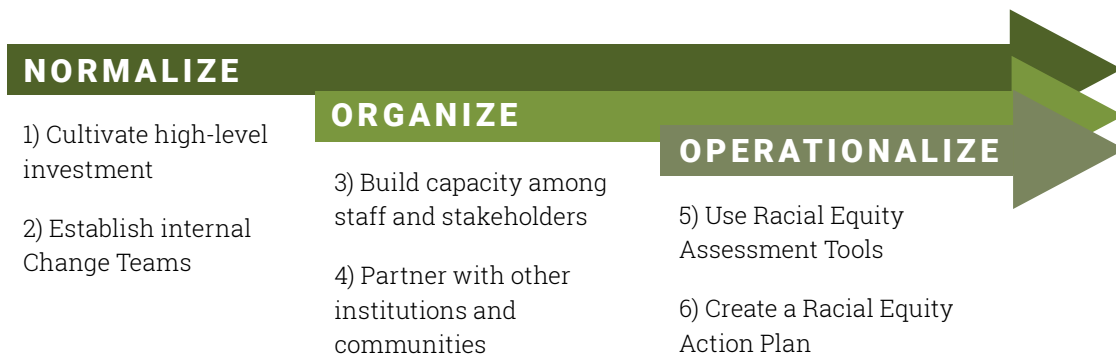 NORMALIZE
1) Cultivate high-level
investment
2) Establish internal
Change Teams
ORGANIZE
3) Build capacity among
staff and stakeholders
4) Partner with other
institutions and
communities
OPERATIONALIZE
5) Use Racial Equity
Assessment Tools
6) Create a Racial Equity
Action Plan